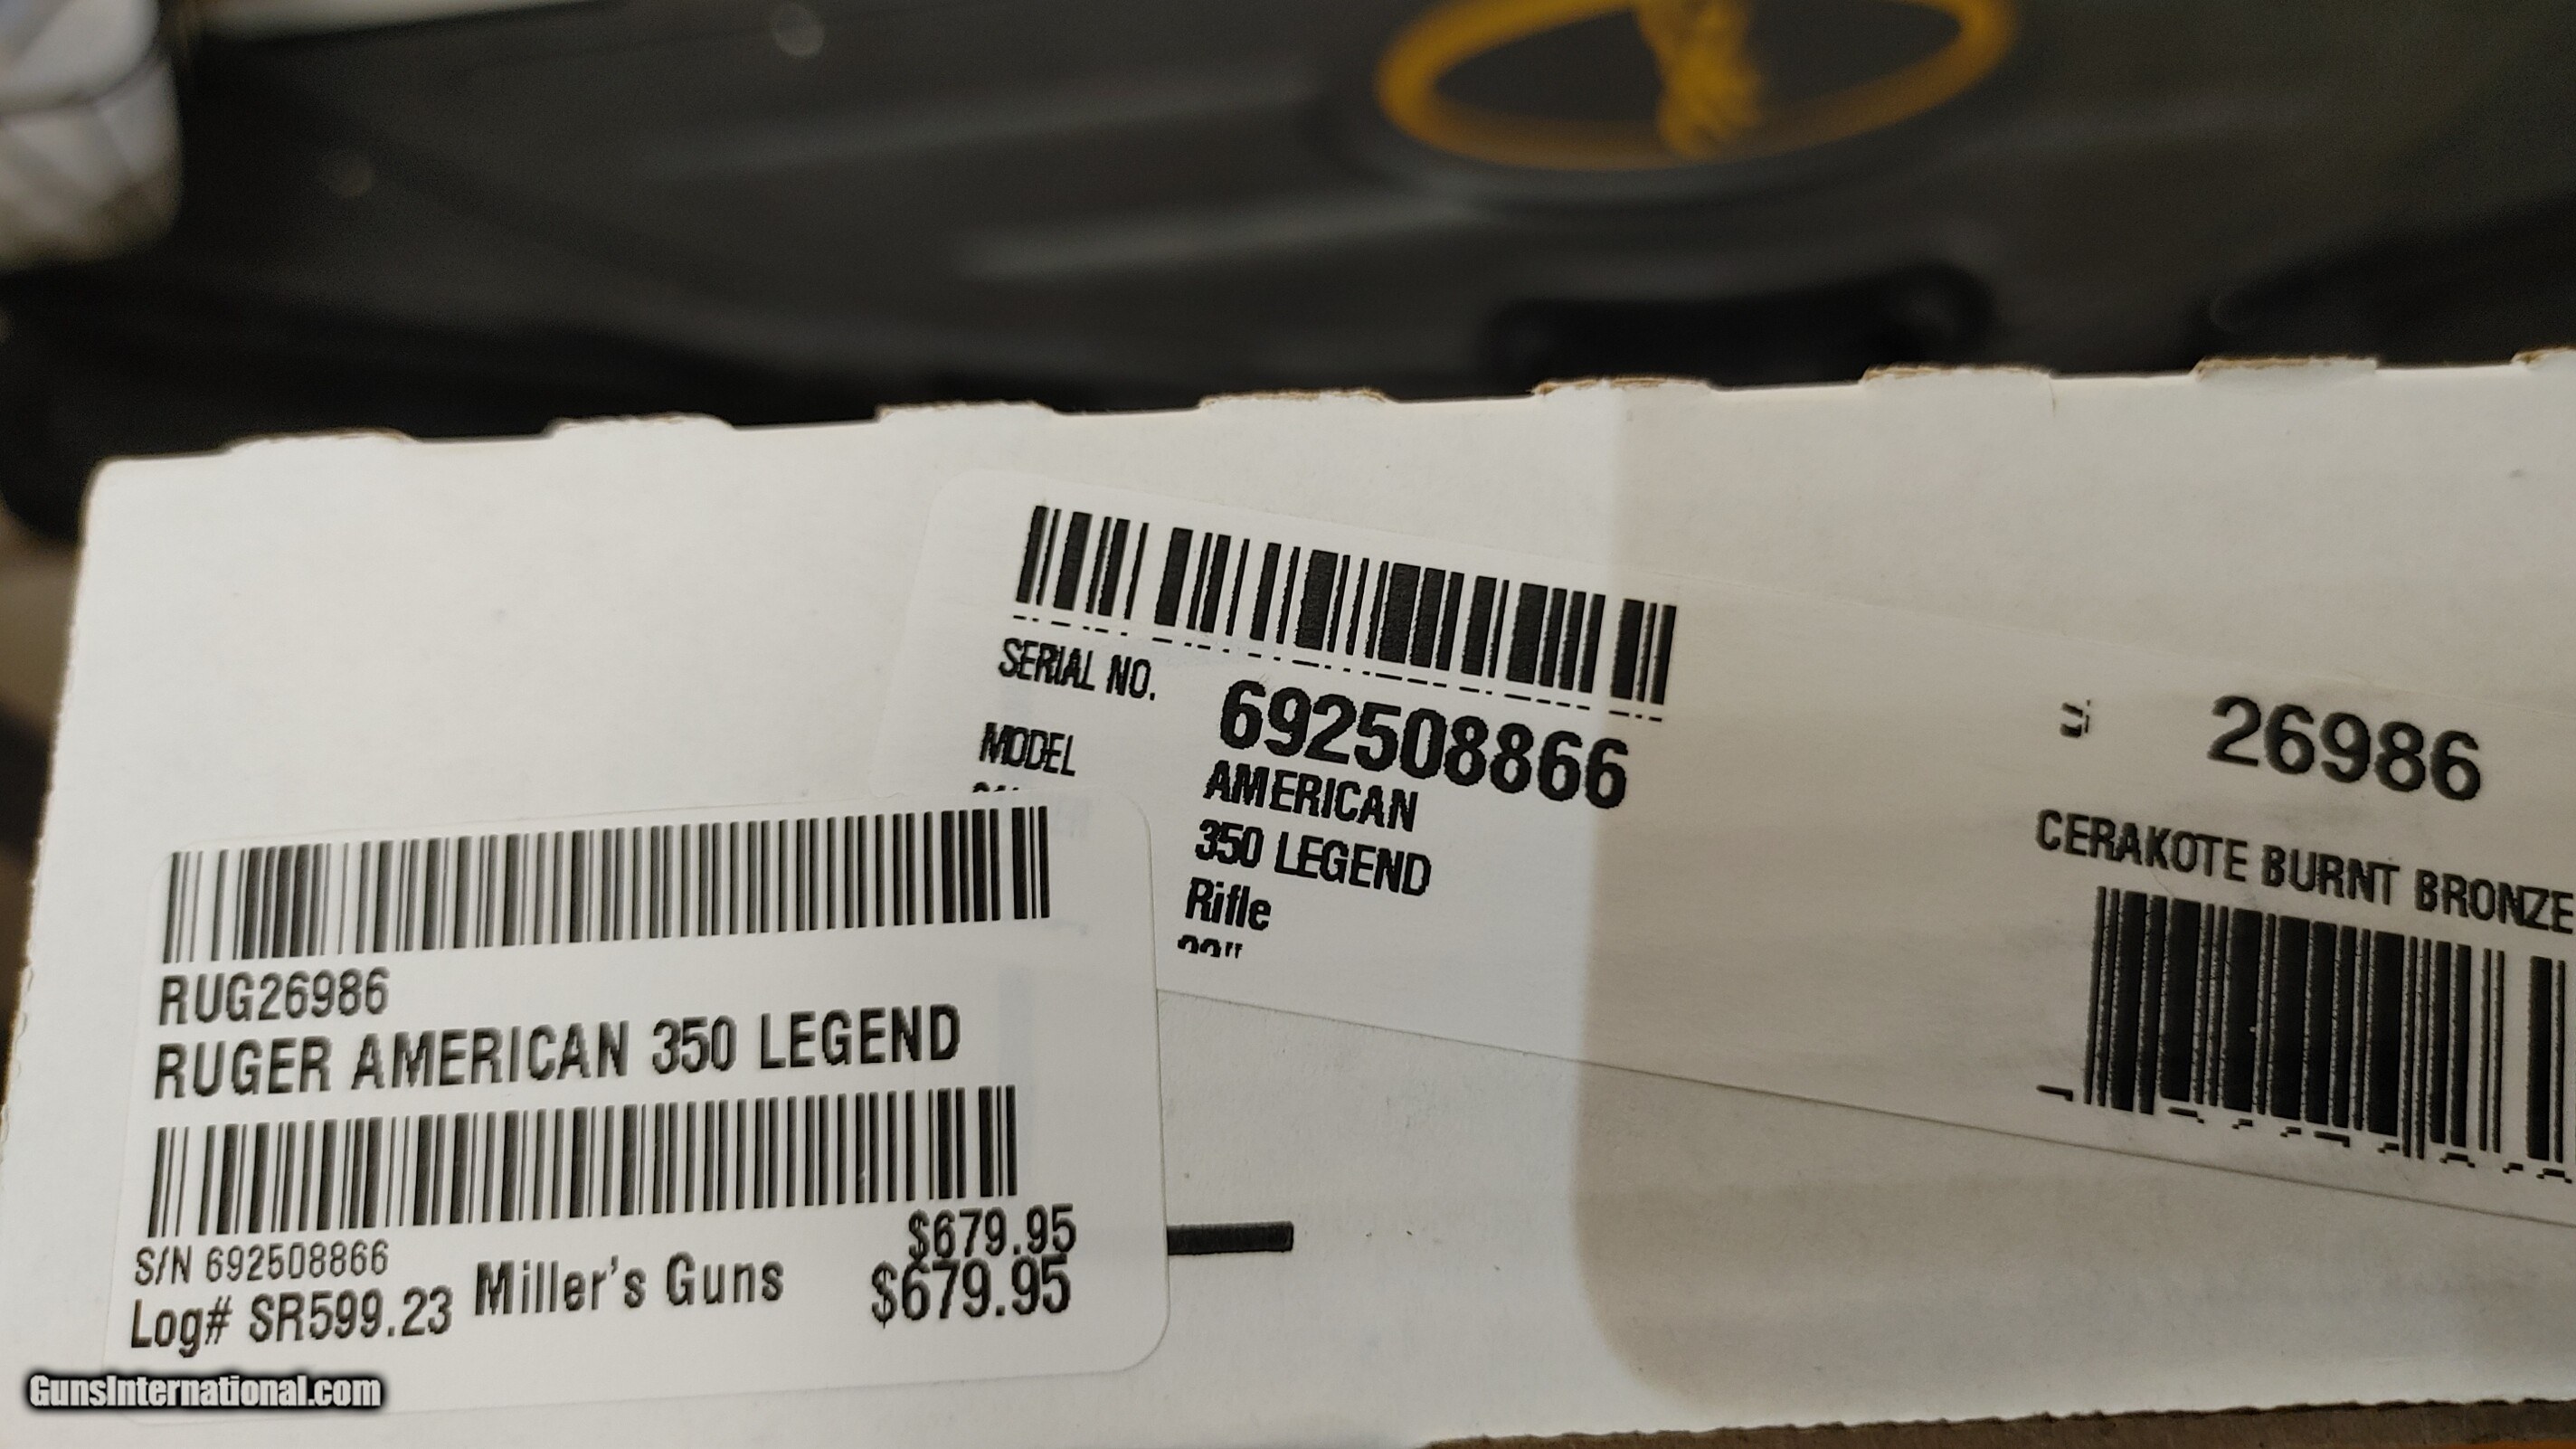 SERIAL NO. 692508866
MODEL AMERICAN
350 LEGEND
Rifle
22"
26986
CERAKOTE BURNT BRONZE
RUG26986
RUGER AMERICAN 350 LEGEND
$679.95
S/N 692508866
Miller's Guns $679.95
Log# SR599.23
GunsInternational.com